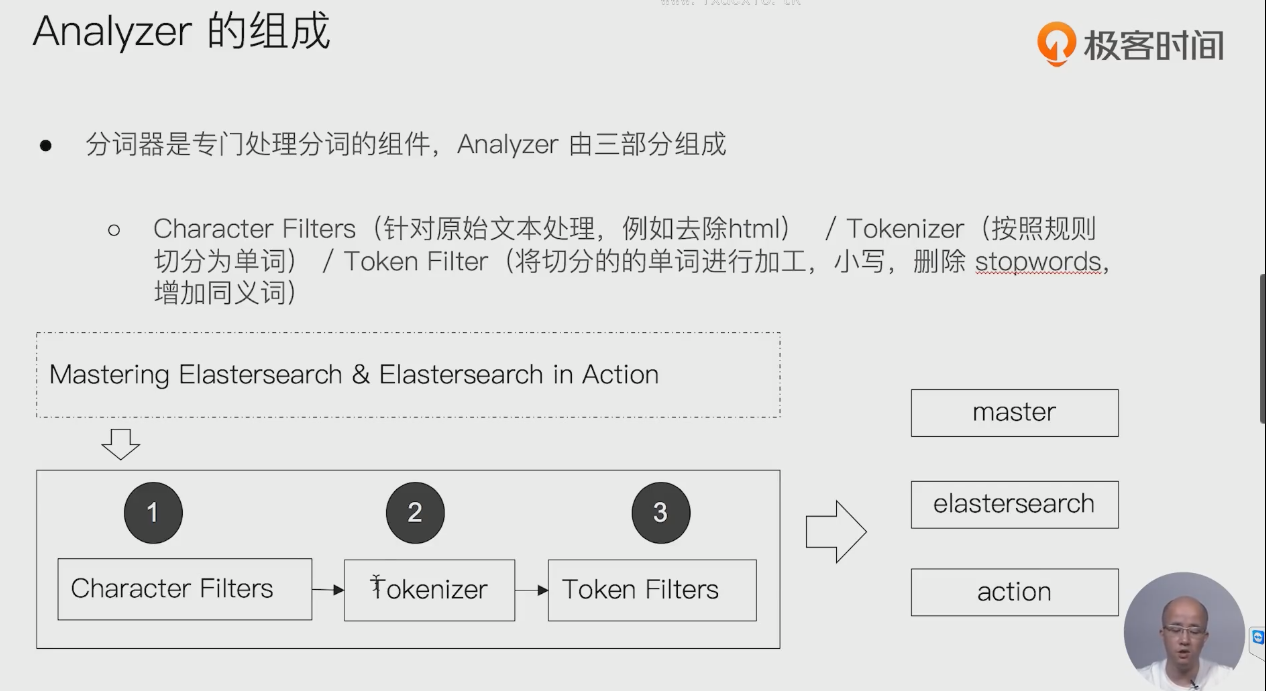 Analyzer 的组成
极客时间
分词器是专门处理分词的组件，Analyzer 由三部分组成
Character Filters（针对原始文本处理，例如去除html） / Tokenizer（按照规则
切分为单词） / Token Filter（将切分的的单词进行加工，小写，删除 stopwords，
增加同义词）
Mastering Elastersearch & Elastersearch in Action
1
2
3
Character Filters
Tokenizer
Token Filters
master
elastersearch
action